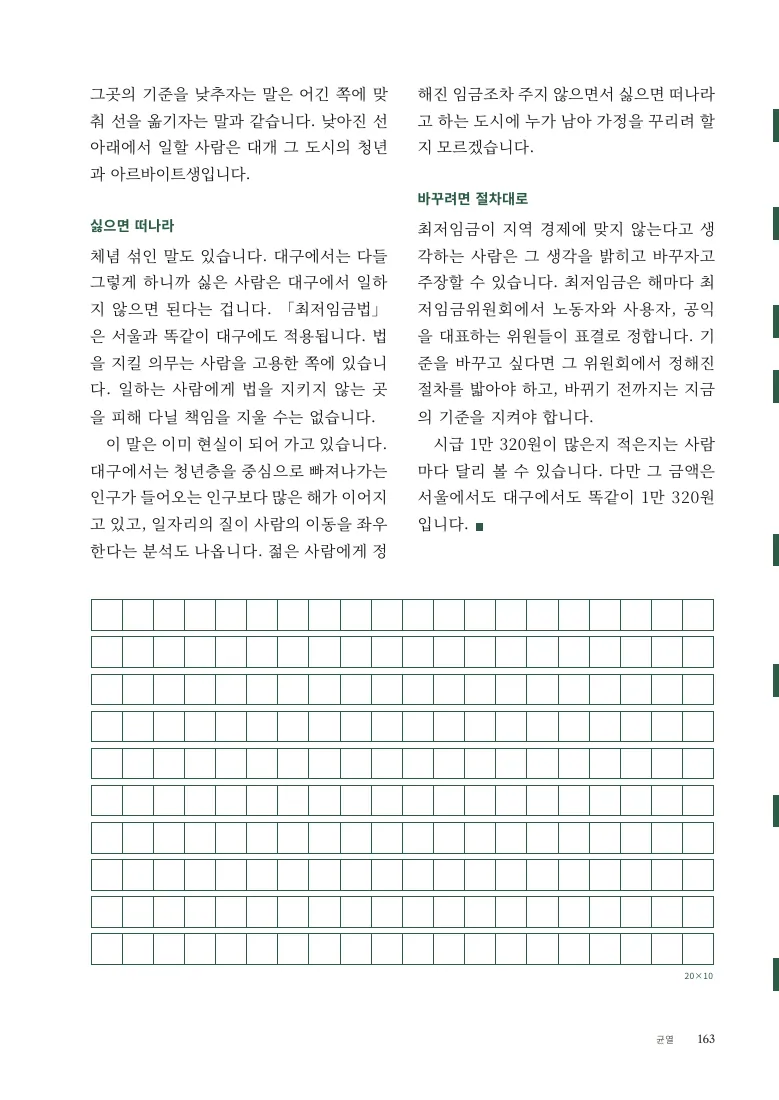 그곳의 기준을 낮추자는 말은 어긴 쪽에 맞
춰 선을 옮기자는 말과 같습니다. 낮아진 선
아래에서 일할 사람은 대개 그 도시의 청년
과 아르바이트생입니다.
싫으면 떠나라
체념 섞인 말도 있습니다. 대구에서는 다들
그렇게 하니까 싫은 사람은 대구에서 일하
지 않으면 된다는 겁니다. 「최저임금법」
은 서울과 똑같이 대구에도 적용됩니다. 법
을 지킬 의무는 사람을 고용한 쪽에 있습니
다. 일하는 사람에게 법을 지키지 않는 곳
을 피해 다닐 책임을 지울 수는 없습니다.
이 말은 이미 현실이 되어 가고 있습니다.
대구에서는 청년층을 중심으로 빠져나가는
인구가 들어오는 인구보다 많은 해가 이어지
고 있고, 일자리의 질이 사람의 이동을 좌우
한다는 분석도 나옵니다. 젊은 사람에게 정
해진 임금조차 주지 않으면서 싫으면 떠나라
고 하는 도시에 누가 남아 가정을 꾸리려 할
지 모르겠습니다.
바꾸려면 절차대로
최저임금이 지역 경제에 맞지 않는다고 생
각하는 사람은 그 생각을 밝히고 바꾸자고
주장할 수 있습니다. 최저임금은 해마다 최
저임금위원회에서 노동자와 사용자, 공익
을 대표하는 위원들이 표결로 정합니다. 기
준을 바꾸고 싶다면 그 위원회에서 정해진
절차를 밟아야 하고, 바뀌기 전까지는 지금
의 기준을 지켜야 합니다.
시급 1만 320원이 많은지 적은지는 사람
마다 달리 볼 수 있습니다. 다만 그 금액은
서울에서도 대구에서도 똑같이 1만 320원
입니다. ■
20×10
균열 163